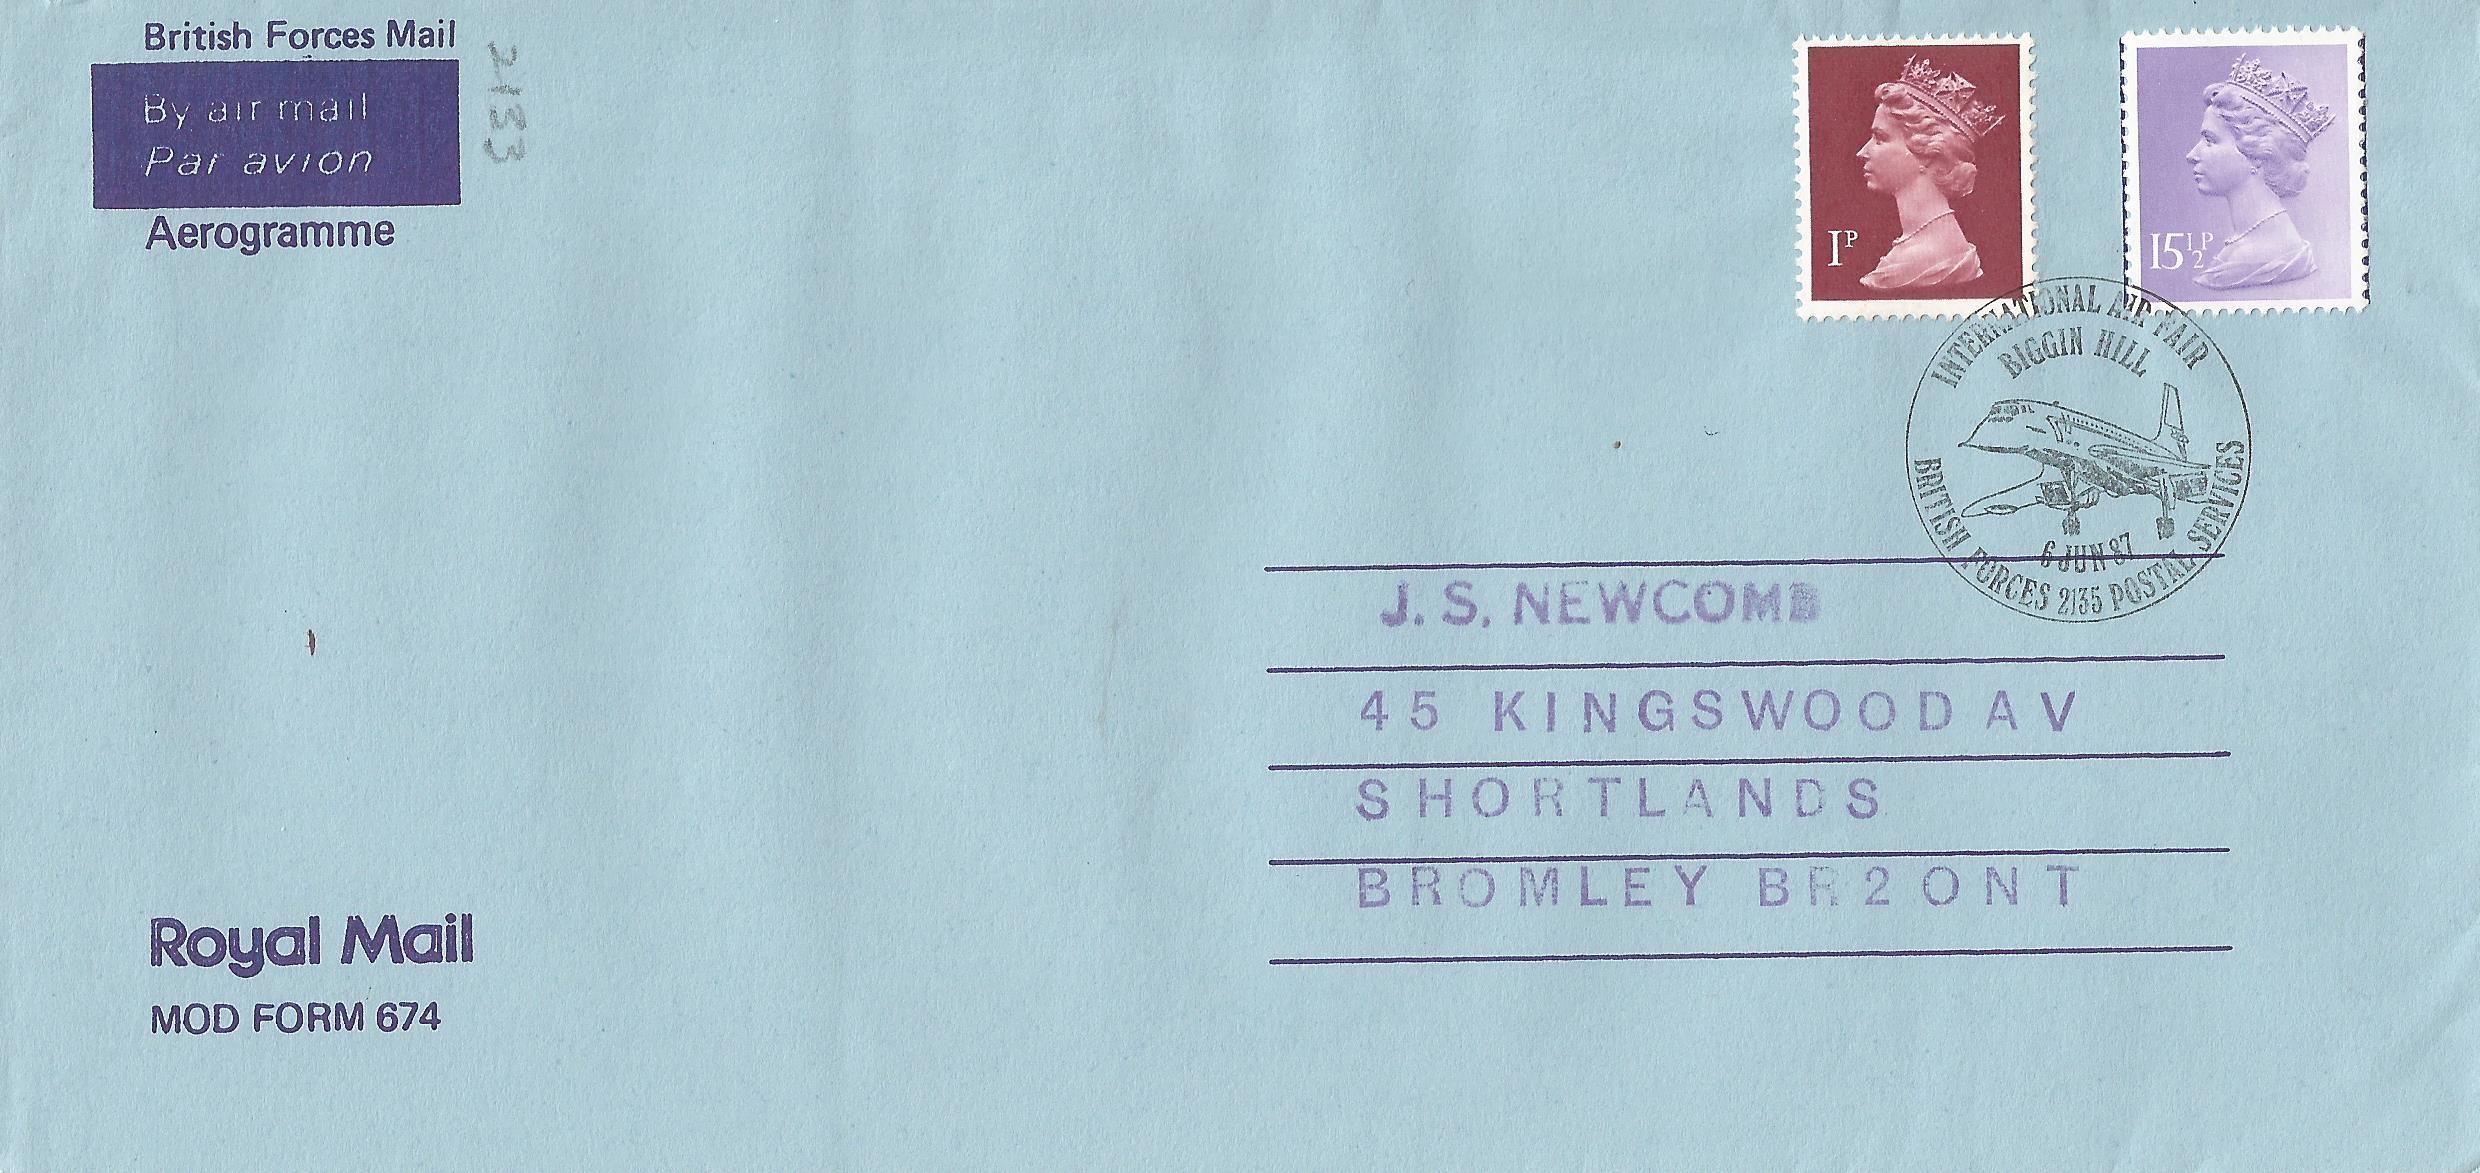 British Forces Mail
By air mail
Par avion
Aerogramme
2133
1P
15½P
INTERNATIONAL AIR FAIR
BIGGIN HILL
6 JUN 87
BRITISH FORCES 2135 POSTAL SERVICES
J. S. NEWCOMB
45 KINGSWOOD AV
SHORTLANDS
BROMLEY BR2 0NT
Royal Mail
MOD FORM 674